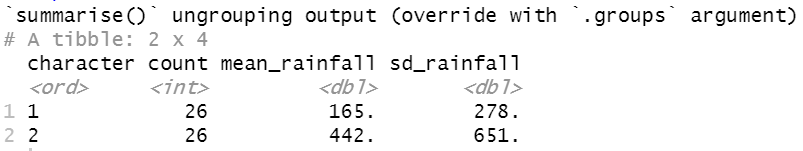 `summarise()` ungrouping output (override with `.groups` argument)
# A tibble: 2 x 4
character count mean_rainfall sd_rainfall
<ord> <int> <dbl> <dbl>
1 1 26 165. 278.
2 2 26 442. 651.